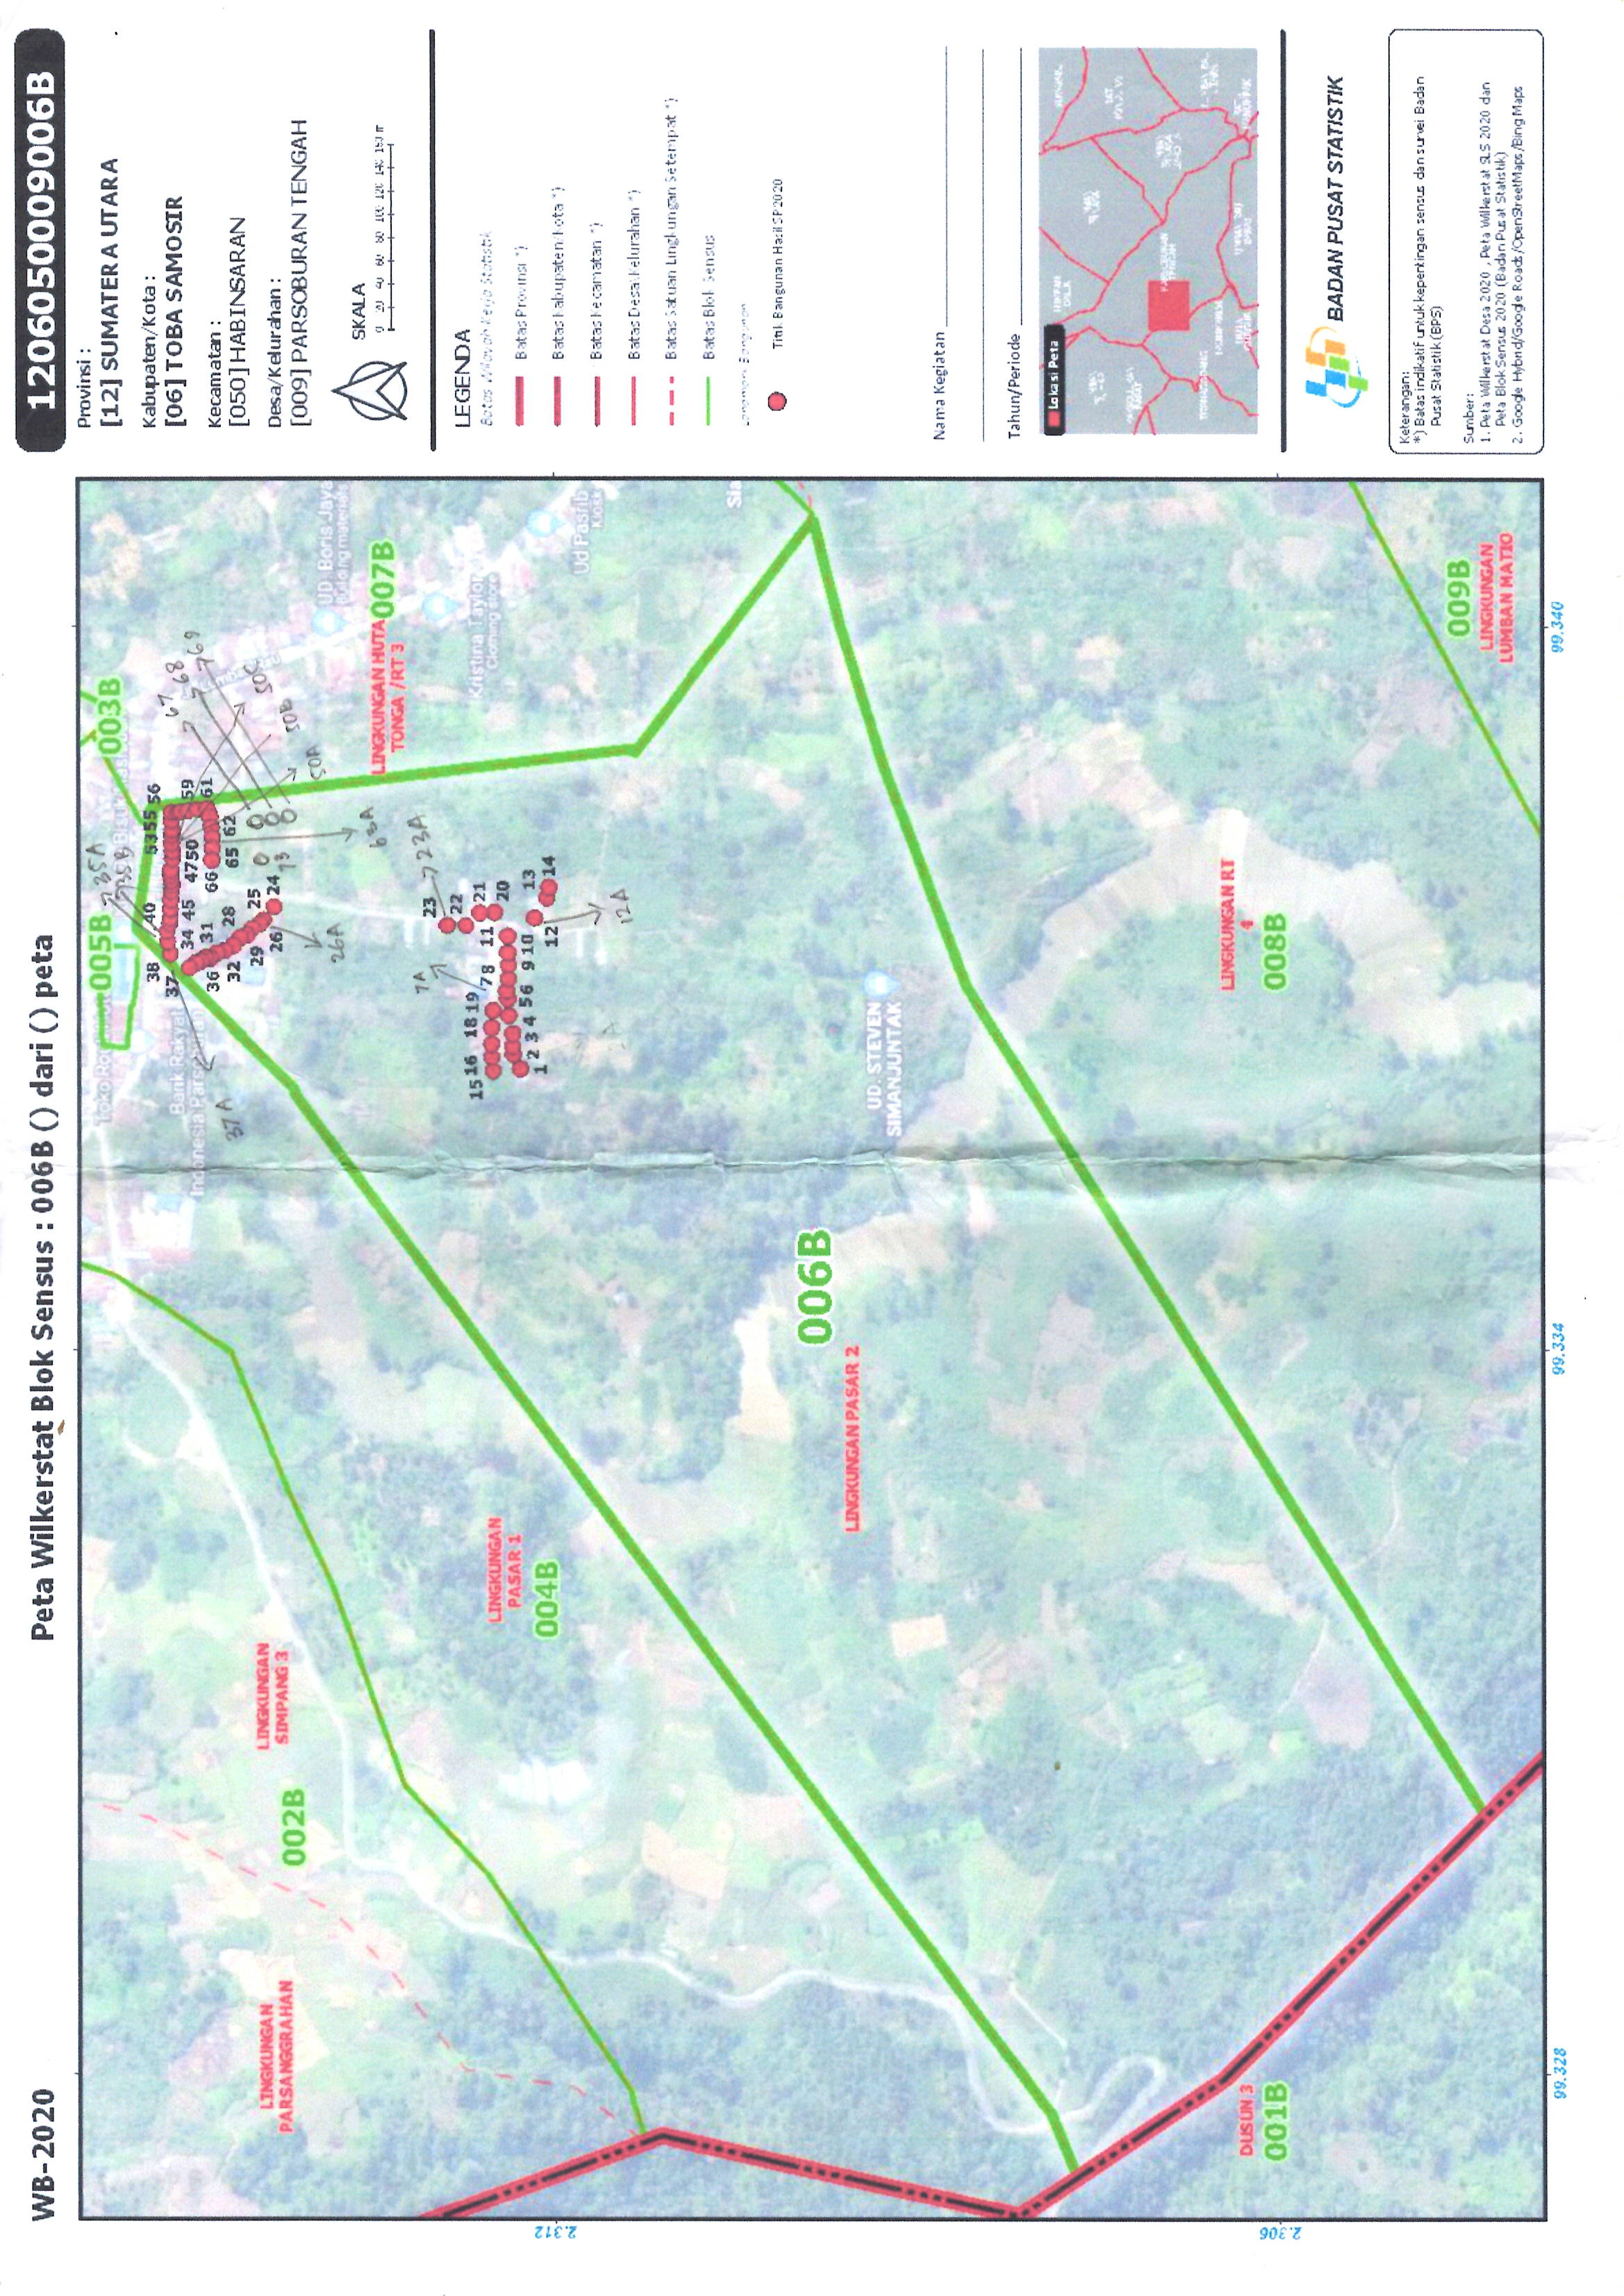 WB-2020
Peta Wilkerstat Blok Sensus : 006B () dari () peta
1206050009006B
Provinsi :
[12] SUMATERA UTARA
Kabupaten/Kota :
[06] TOBA SAMOSIR
Kecamatan :
[050] HABINSARAN
Desa/Kelurahan :
[009] PARSOBURAN TENGAH
SKALA
0 20 40 60 80 100 120 140 160 m
LEGENDA
Batas Wilayah Kerja Statistik
Batas Provinsi *)
Batas Kabupaten/Kota *)
Batas Kecamatan *)
Batas Desa\Kelurahan *)
Batas Satuan Lingkungan Setempat *)
Batas Blok Sensus
Landmark Bangunan
Titik Bangunan Hasil SP2020
Nama Kegiatan
Tahun/Periode
Lokasi Peta
PARSOBURAN
TENGAH
BADAN PUSAT STATISTIK
Keterangan:
*) Batas indikatif untuk kepentingan sensus dan survei Badan
Pusat Statistik (BPS)
Sumber:
1. Peta Wilkerstat Desa 2020 , Peta Wilkerstat SLS 2020 dan
Peta Blok Sensus 2020 (Badan Pusat Statistik)
2. Google Hybrid/Google Roads/OpenStreetMaps/Bing Maps
005B
003B
35A
35B
38
40
53 55 56
37
34 45 47 50 59
67
68
69
36 31 66 61
37A
32 28 65 62
29 25
26 24
73
50C
50B
50A
26A
63A
Bank Rakyat
Indonesia Parsoburan
LINGKUNGAN
PARSANGGRAHAN
002B
LINGKUNGAN
SIMPANG 3
UD. Boris Jaya
Building materials
LINGKUNGAN HUTA
TONGA /RT 3
007B
7A
23
23A
22
15 16 18 19
7 8 11 21
20
1 2 3 4 5 6 9 10
12 13
14
12A
2A
Kristina Taylor
Clothing store
Ud Pasrib
Kiosk
Sia
LINGKUNGAN
PASAR 1
004B
006B
LINGKUNGAN PASAR 2
UD. STEVEN
SIMANJUNTAK
DUSUN 3
001B
LINGKUNGAN RT
4
008B
009B
LINGKUNGAN
LUMBAN MATIO
2.312
2.306
99.328
99.334
99.340